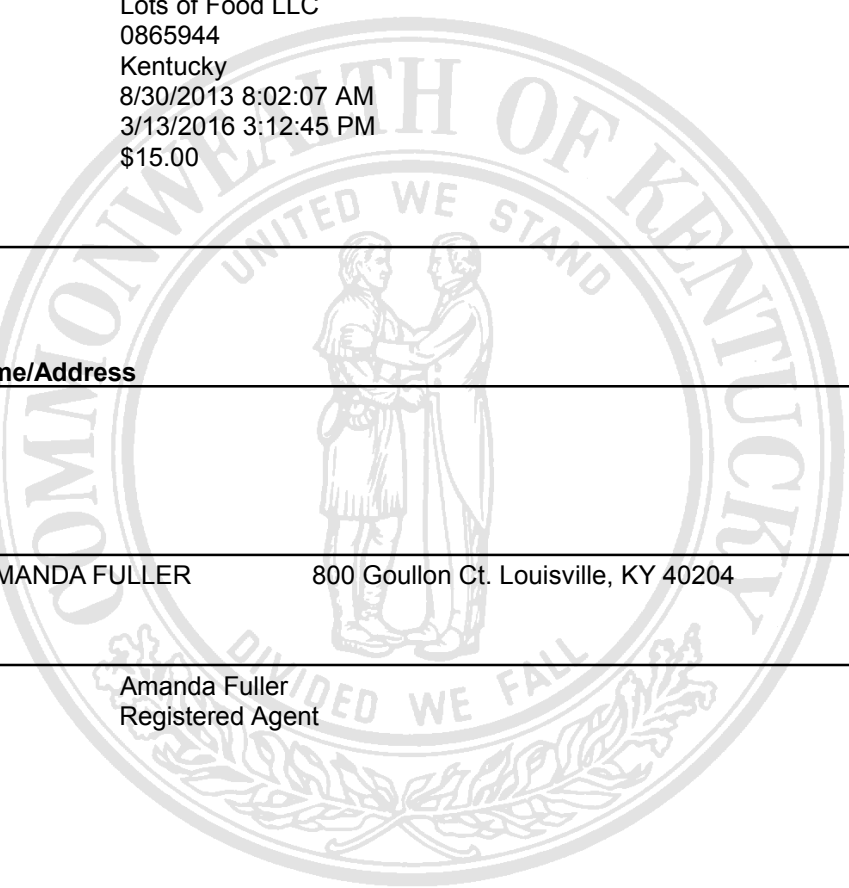 Lots of Food LLC
0865944
Kentucky
8/30/2013 8:02:07 AM
3/13/2016 3:12:45 PM
$15.00
COMMONWEALTH OF KENTUCKY
UNITED WE STAND
me/Address
MANDA FULLER 800 Goullon Ct. Louisville, KY 40204
DIVIDED WE FALL
Amanda Fuller
Registered Agent